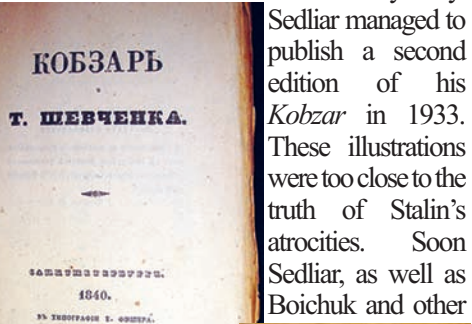 КОБЗАРЬ
Т. ШЕВЧЕНКА.
САНКТПЕТЕРБУРГЪ.
1840.
ВЪ ТИПОГРАФІИ Е. ФИШЕРА.
Sedliar managed to
publish a second
edition of his
Kobzar in 1933.
These illustrations
were too close to the
truth of Stalin’s
atrocities. Soon
Sedliar, as well as
Boichuk and other